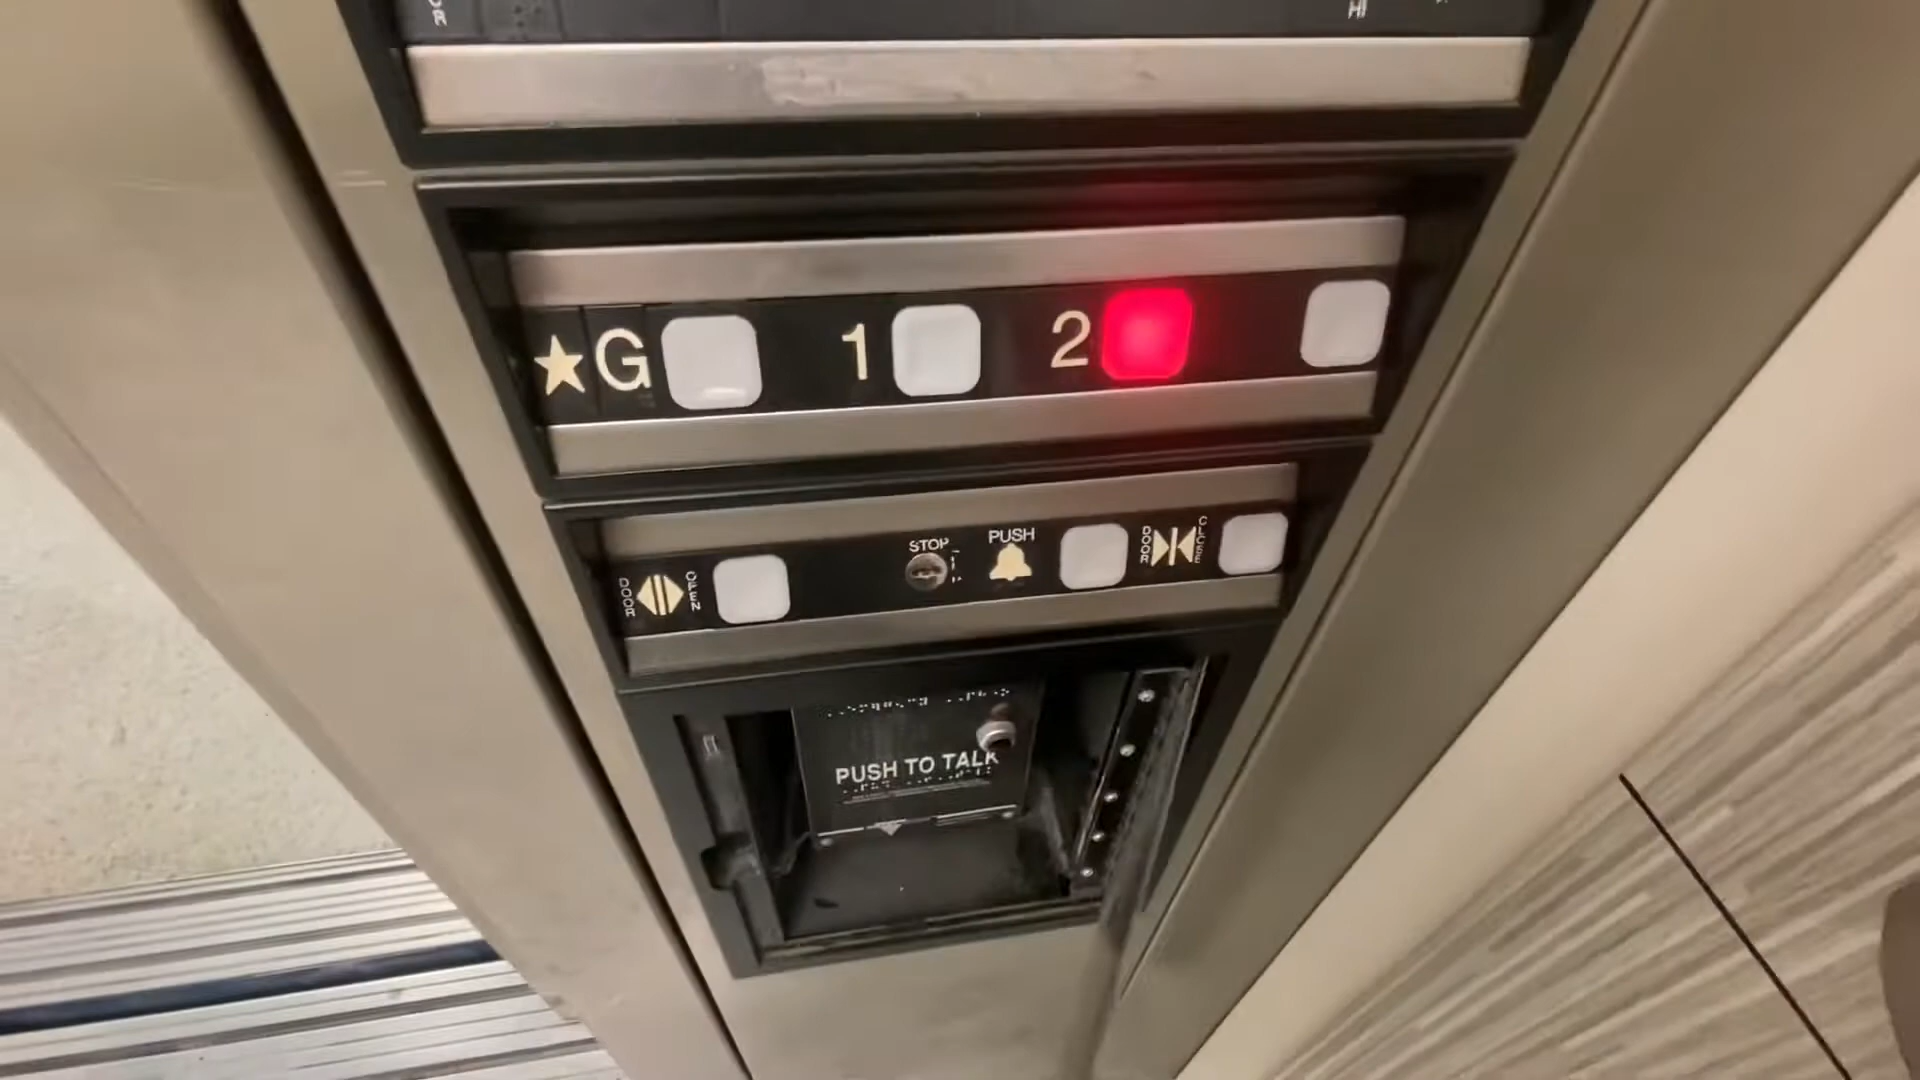 ★G 1 2
DOOR OPEN STOP PUSH DOOR CLOSE
PUSH TO TALK